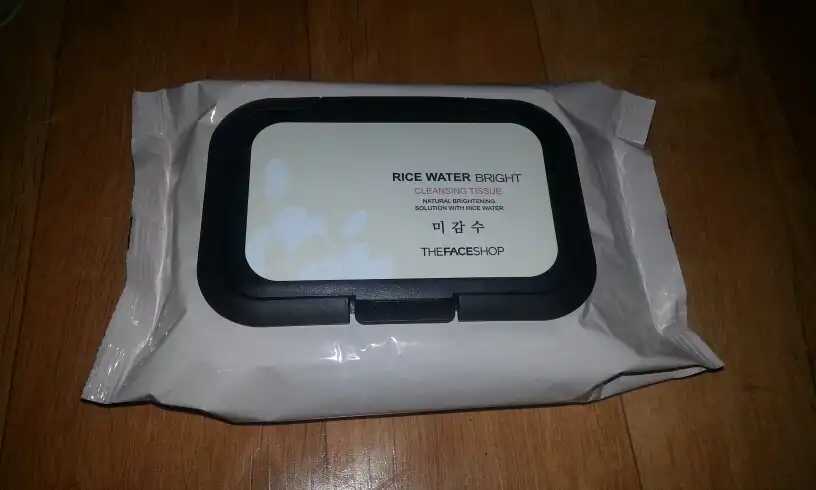 RICE WATER BRIGHT
CLEANSING TISSUE
NATURAL BRIGHTENING
SOLUTION WITH RICE WATER
미감수
THEFACESHOP